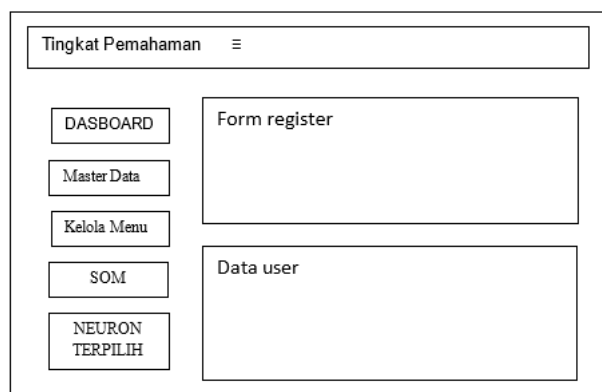 Tingkat Pemahaman ☰
DASBOARD
Master Data
Kelola Menu
SOM
NEURON
TERPILIH
Form register
Data user